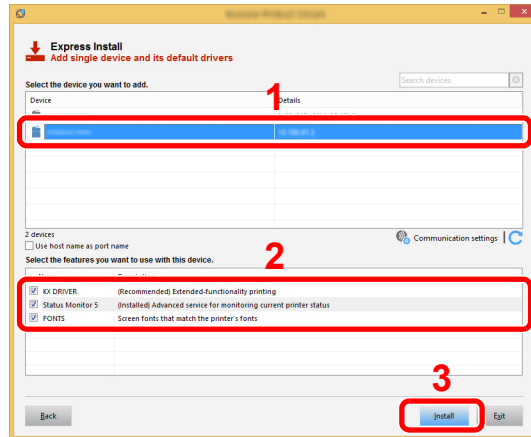 Express Install
Add single device and its default drivers
Select the device you want to add.
Search devices
1
Device Details
2 devices
Communication settings
Use host name as port name
2
Select the features you want to use with this device.
KX DRIVER (Recommended) Extended-functionality printing
Status Monitor 5 (Installed) Advanced service for monitoring current printer status
FONTS Screen fonts that match the printer's fonts
3
Back Install Exit